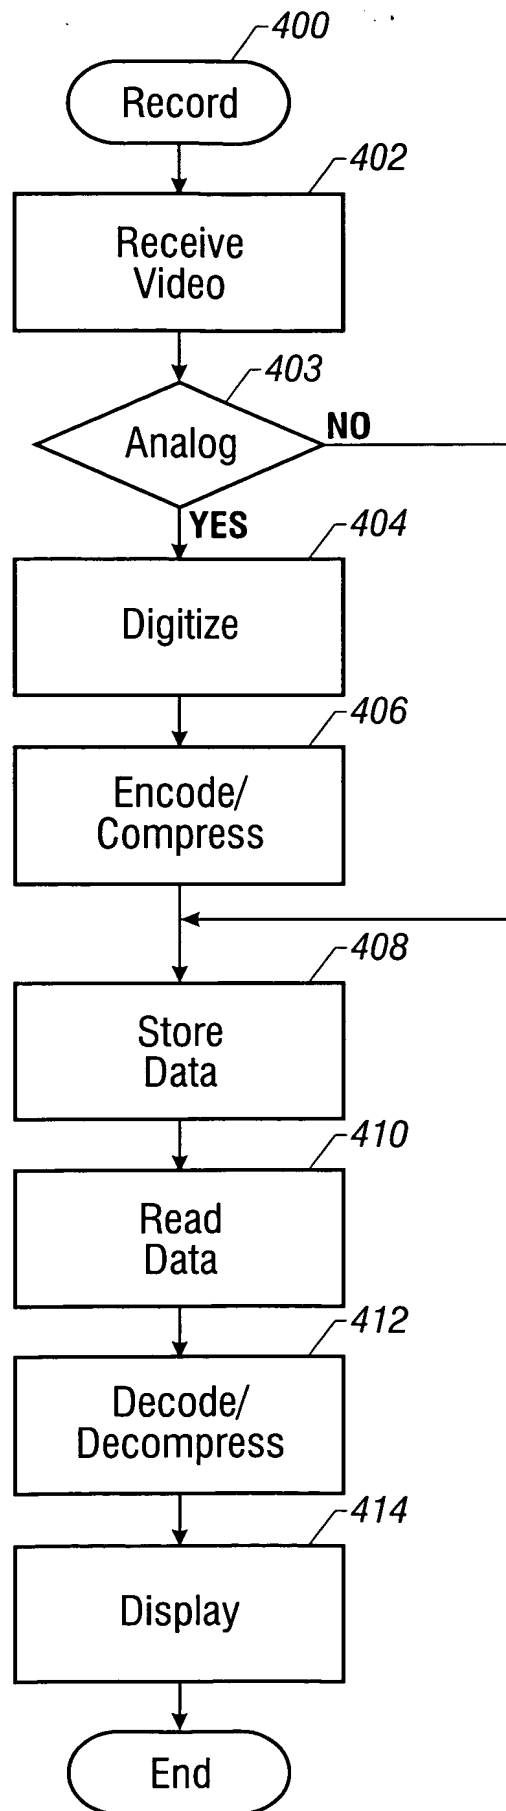 400
Record
402
Receive
Video
403
Analog
NO
YES
404
Digitize
406
Encode/
Compress
408
Store
Data
410
Read
Data
412
Decode/
Decompress
414
Display
End